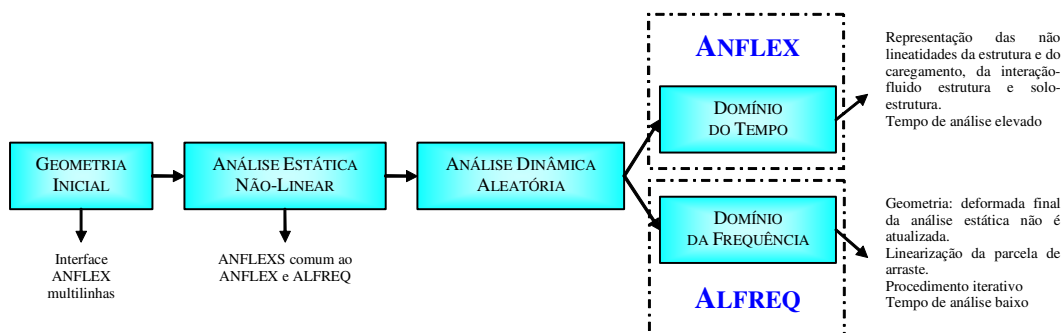 ANFLEX
DOMÍNIO
DO TEMPO
Representação das não
lineatidades da estrutura e do
caregamento, da interação-
fluido estrutura e solo-
estrutura.
Tempo de análise elevado
GEOMETRIA
INICIAL
ANÁLISE ESTÁTICA
NÃO-LINEAR
ANÁLISE DINÂMICA
ALEATÓRIA
Interface
ANFLEX
multilinhas
ANFLEXS comum ao
ANFLEX e ALFREQ
DOMÍNIO
DA FREQUÊNCIA
ALFREQ
Geometria: deformada final
da análise estática não é
atualizada.
Linearização da parcela de
arraste.
Procedimento iterativo
Tempo de análise baixo